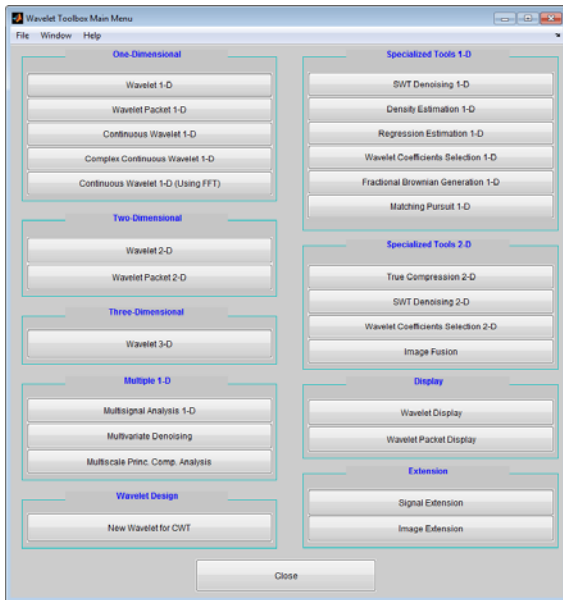 Wavelet Toolbox Main Menu
File Window Help
One-Dimensional
Wavelet 1-D
Wavelet Packet 1-D
Continuous Wavelet 1-D
Complex Continuous Wavelet 1-D
Continuous Wavelet 1-D (Using FFT)
Two-Dimensional
Wavelet 2-D
Wavelet Packet 2-D
Three-Dimensional
Wavelet 3-D
Multiple 1-D
Multisignal Analysis 1-D
Multivariate Denoising
Multiscale Princ. Comp. Analysis
Wavelet Design
New Wavelet for CWT
Specialized Tools 1-D
SWT Denoising 1-D
Density Estimation 1-D
Regression Estimation 1-D
Wavelet Coefficients Selection 1-D
Fractional Brownian Generation 1-D
Matching Pursuit 1-D
Specialized Tools 2-D
True Compression 2-D
SWT Denoising 2-D
Wavelet Coefficients Selection 2-D
Image Fusion
Display
Wavelet Display
Wavelet Packet Display
Extension
Signal Extension
Image Extension
Close